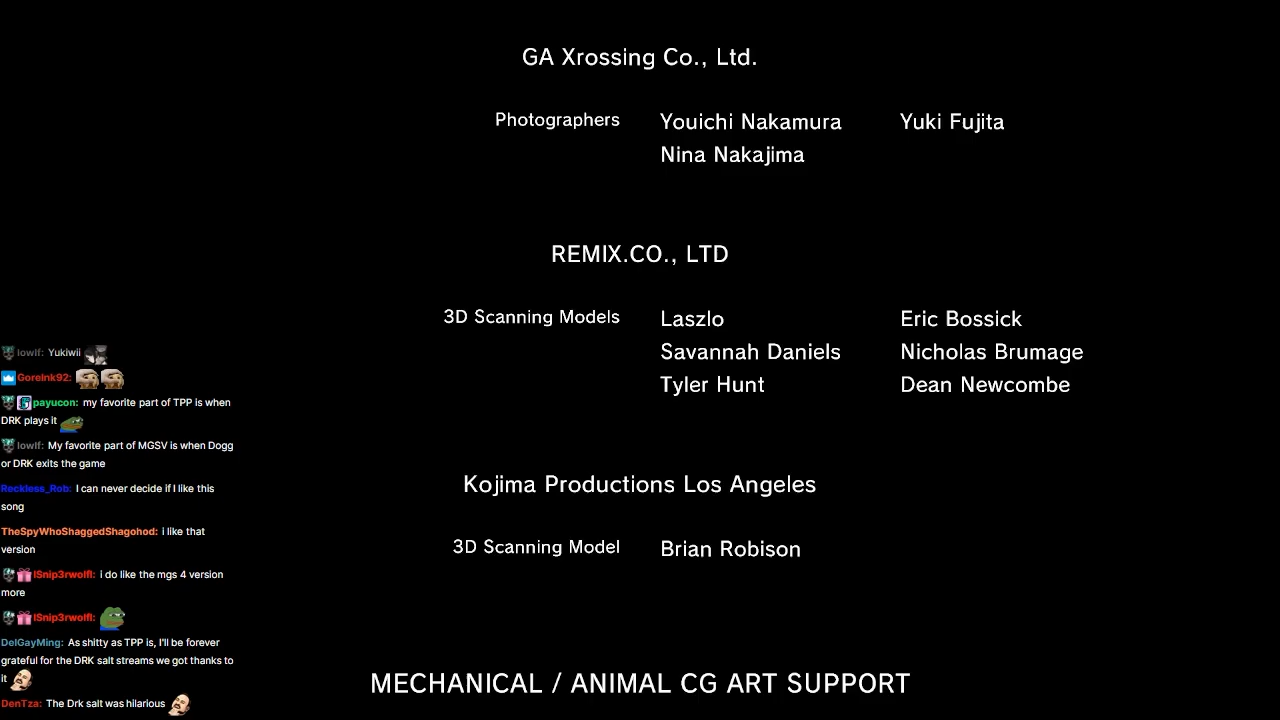 GA Xrossing Co., Ltd.
Photographers Youichi Nakamura Yuki Fujita
Nina Nakajima
REMIX.CO., LTD
3D Scanning Models Laszlo Eric Bossick
Savannah Daniels Nicholas Brumage
Tyler Hunt Dean Newcombe
Kojima Productions Los Angeles
3D Scanning Model Brian Robison
MECHANICAL / ANIMAL CG ART SUPPORT
lowlf: Yukiwii
GoreInk92:
payucon: my favorite part of TPP is when
DRK plays it
lowlf: My favorite part of MGSV is when Dogg
or DRK exits the game
Reckless_Rob: I can never decide if I like this
song
TheSpyWhoShaggedShagohod: i like that
version
lSnip3rwolfl: i do like the mgs 4 version
more
lSnip3rwolfl:
DelGayMing: As shitty as TPP is, I'll be forever
grateful for the DRK salt streams we got thanks to
it
DenTza: The Drk salt was hilarious